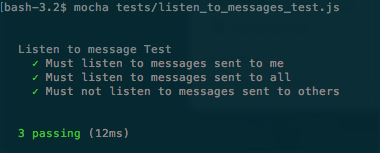 [bash-3.2$ mocha tests/listen_to_messages_test.js
Listen to message Test
✓ Must listen to messages sent to me
✓ Must listen to messages sent to all
✓ Must not listen to messages sent to others
3 passing (12ms)